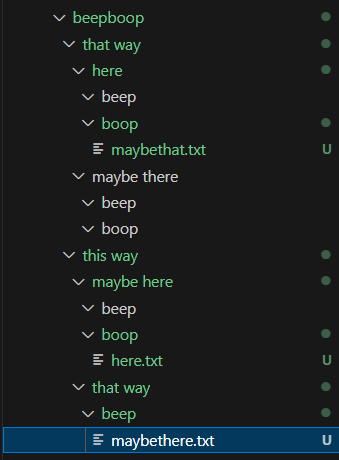 beepboop
that way
here
beep
boop
maybethat.txt U
maybe there
beep
boop
this way
maybe here
beep
boop
here.txt U
that way
beep
maybethere.txt U